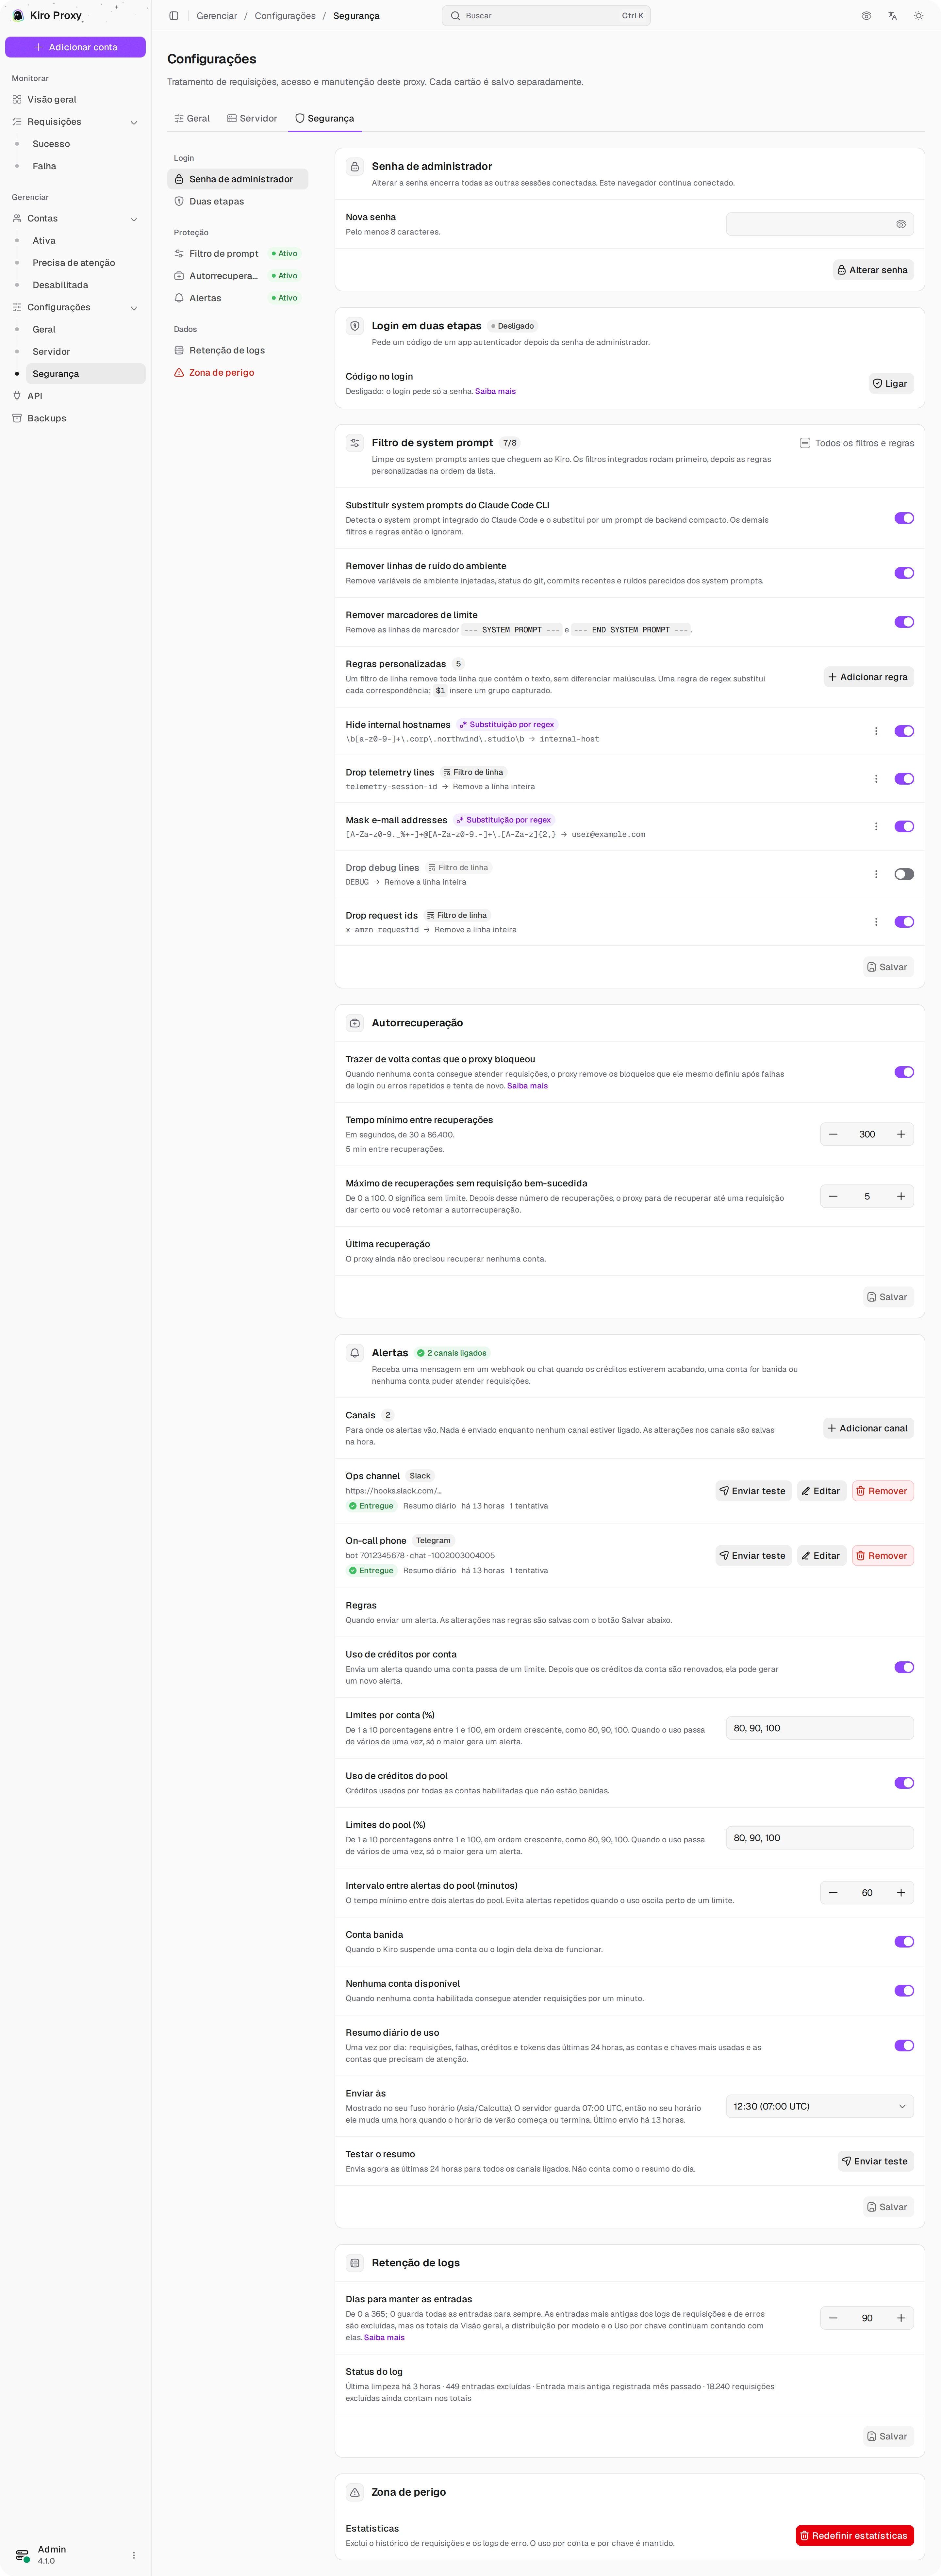 Kiro Proxy
Gerenciar / Configurações / Segurança
Buscar
Ctrl K
Adicionar conta
Monitorar
Visão geral
Requisições
Sucesso
Falha
Gerenciar
Contas
Ativa
Precisa de atenção
Desabilitada
Configurações
Geral
Servidor
Segurança
API
Backups
Admin
4.1.0
Configurações
Tratamento de requisições, acesso e manutenção deste proxy. Cada cartão é salvo separadamente.
Geral
Servidor
Segurança
Login
Senha de administrador
Duas etapas
Proteção
Filtro de prompt
Ativo
Autorrecupera...
Ativo
Alertas
Ativo
Dados
Retenção de logs
Zona de perigo
Senha de administrador
Alterar a senha encerra todas as outras sessões conectadas. Este navegador continua conectado.
Nova senha
Pelo menos 8 caracteres.
Alterar senha
Login em duas etapas
Desligado
Pede um código de um app autenticador depois da senha de administrador.
Código no login
Desligado: o login pede só a senha. Saiba mais
Ligar
Filtro de system prompt
7/8
Todos os filtros e regras
Limpe os system prompts antes que cheguem ao Kiro. Os filtros integrados rodam primeiro, depois as regras
personalizadas na ordem da lista.
Substituir system prompts do Claude Code CLI
Detecta o system prompt integrado do Claude Code e o substitui por um prompt de backend compacto. Os demais
filtros e regras então o ignoram.
Remover linhas de ruído do ambiente
Remove variáveis de ambiente injetadas, status do git, commits recentes e ruídos parecidos dos system prompts.
Remover marcadores de limite
Remove as linhas de marcador --- SYSTEM PROMPT --- e --- END SYSTEM PROMPT ---.
Regras personalizadas
5
Um filtro de linha remove toda linha que contém o texto, sem diferenciar maiúsculas. Uma regra de regex substitui
cada correspondência; $1 insere um grupo capturado.
Adicionar regra
Hide internal hostnames
Substituição por regex
\b[a-z0-9-]+\.corp\.northwind\.studio\b → internal-host
Drop telemetry lines
Filtro de linha
telemetry-session-id → Remove a linha inteira
Mask e-mail addresses
Substituição por regex
[A-Za-z0-9._%+-]+@[A-Za-z0-9.-]+\.[A-Za-z]{2,} → user@example.com
Drop debug lines
Filtro de linha
DEBUG → Remove a linha inteira
Drop request ids
Filtro de linha
x-amzn-requestid → Remove a linha inteira
Salvar
Autorrecuperação
Trazer de volta contas que o proxy bloqueou
Quando nenhuma conta consegue atender requisições, o proxy remove os bloqueios que ele mesmo definiu após falhas
de login ou erros repetidos e tenta de novo. Saiba mais
Tempo mínimo entre recuperações
Em segundos, de 30 a 86.400.
5 min entre recuperações.
300
Máximo de recuperações sem requisição bem-sucedida
De 0 a 100. 0 significa sem limite. Depois desse número de recuperações, o proxy para de recuperar até uma requisição
dar certo ou você retomar a autorrecuperação.
5
Última recuperação
O proxy ainda não precisou recuperar nenhuma conta.
Salvar
Alertas
2 canais ligados
Receba uma mensagem em um webhook ou chat quando os créditos estiverem acabando, uma conta for banida ou
nenhuma conta puder atender requisições.
Canais
2
Para onde os alertas vão. Nada é enviado enquanto nenhum canal estiver ligado. As alterações nos canais são salvas
na hora.
Adicionar canal
Ops channel
Slack
https://hooks.slack.com/...
Entregue Resumo diário há 13 horas 1 tentativa
Enviar teste
Editar
Remover
On-call phone
Telegram
bot 7012345678 · chat -1002003004005
Entregue Resumo diário há 13 horas 1 tentativa
Enviar teste
Editar
Remover
Regras
Quando enviar um alerta. As alterações nas regras são salvas com o botão Salvar abaixo.
Uso de créditos por conta
Envia um alerta quando uma conta passa de um limite. Depois que os créditos da conta são renovados, ela pode gerar
um novo alerta.
Limites por conta (%)
De 1 a 10 porcentagens entre 1 e 100, em ordem crescente, como 80, 90, 100. Quando o uso passa
de vários de uma vez, só o maior gera um alerta.
80, 90, 100
Uso de créditos do pool
Créditos usados por todas as contas habilitadas que não estão banidas.
Limites do pool (%)
De 1 a 10 porcentagens entre 1 e 100, em ordem crescente, como 80, 90, 100. Quando o uso passa
de vários de uma vez, só o maior gera um alerta.
80, 90, 100
Intervalo entre alertas do pool (minutos)
O tempo mínimo entre dois alertas do pool. Evita alertas repetidos quando o uso oscila perto de um limite.
60
Conta banida
Quando o Kiro suspende uma conta ou o login dela deixa de funcionar.
Nenhuma conta disponível
Quando nenhuma conta habilitada consegue atender requisições por um minuto.
Resumo diário de uso
Uma vez por dia: requisições, falhas, créditos e tokens das últimas 24 horas, as contas e chaves mais usadas e as
contas que precisam de atenção.
Enviar às
Mostrado no seu fuso horário (Asia/Calcutta). O servidor guarda 07:00 UTC, então no seu horário
ele muda uma hora quando o horário de verão começa ou termina. Último envio há 13 horas.
12:30 (07:00 UTC)
Testar o resumo
Envia agora as últimas 24 horas para todos os canais ligados. Não conta como o resumo do dia.
Enviar teste
Salvar
Retenção de logs
Dias para manter as entradas
De 0 a 365; 0 guarda todas as entradas para sempre. As entradas mais antigas dos logs de requisições e de erros
são excluídas, mas os totais da Visão geral, a distribuição por modelo e o Uso por chave continuam contando com
elas. Saiba mais
90
Status do log
Última limpeza há 3 horas · 449 entradas excluídas · Entrada mais antiga registrada mês passado · 18.240 requisições
excluídas ainda contam nos totais
Salvar
Zona de perigo
Estatísticas
Exclui o histórico de requisições e os logs de erro. O uso por conta e por chave é mantido.
Redefinir estatísticas